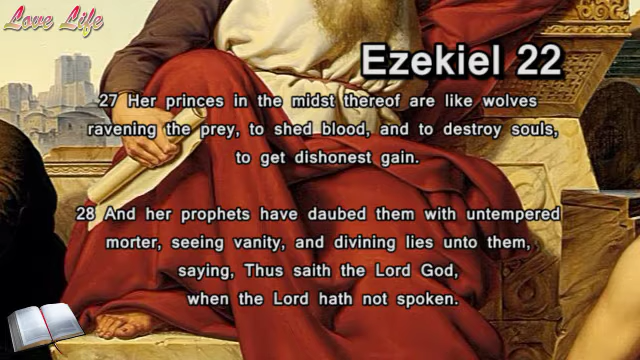 Love Life
Ezekiel 22
27 Her princes in the midst thereof are like wolves
ravening the prey, to shed blood, and to destroy souls,
to get dishonest gain.
28 And her prophets have daubed them with untempered
morter, seeing vanity, and divining lies unto them,
saying, Thus saith the Lord God,
when the Lord hath not spoken.